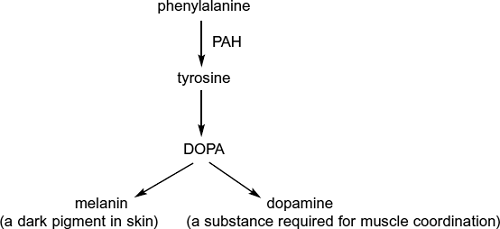 phenylalanine
PAH
tyrosine
DOPA
melanin
dopamine
(a dark pigment in skin)
(a substance required for muscle coordination)